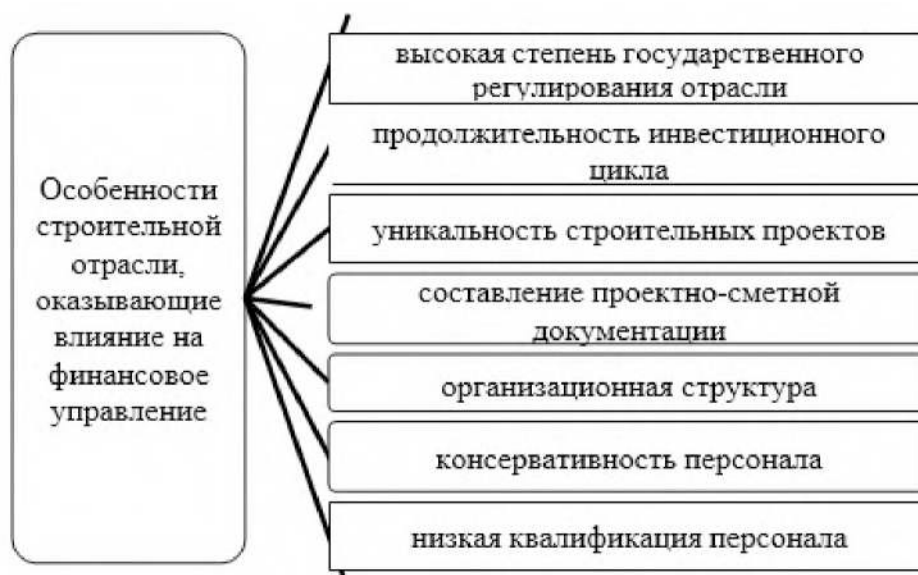 Особенности
строительной
отрасли,
оказывающие
влияние на
финансовое
управление
высокая степень государственного
регулирования отрасли
продолжительность инвестиционного
цикла
уникальность строительных проектов
составление проектно-сметной
документации
организационная структура
консервативность персонала
низкая квалификация персонала